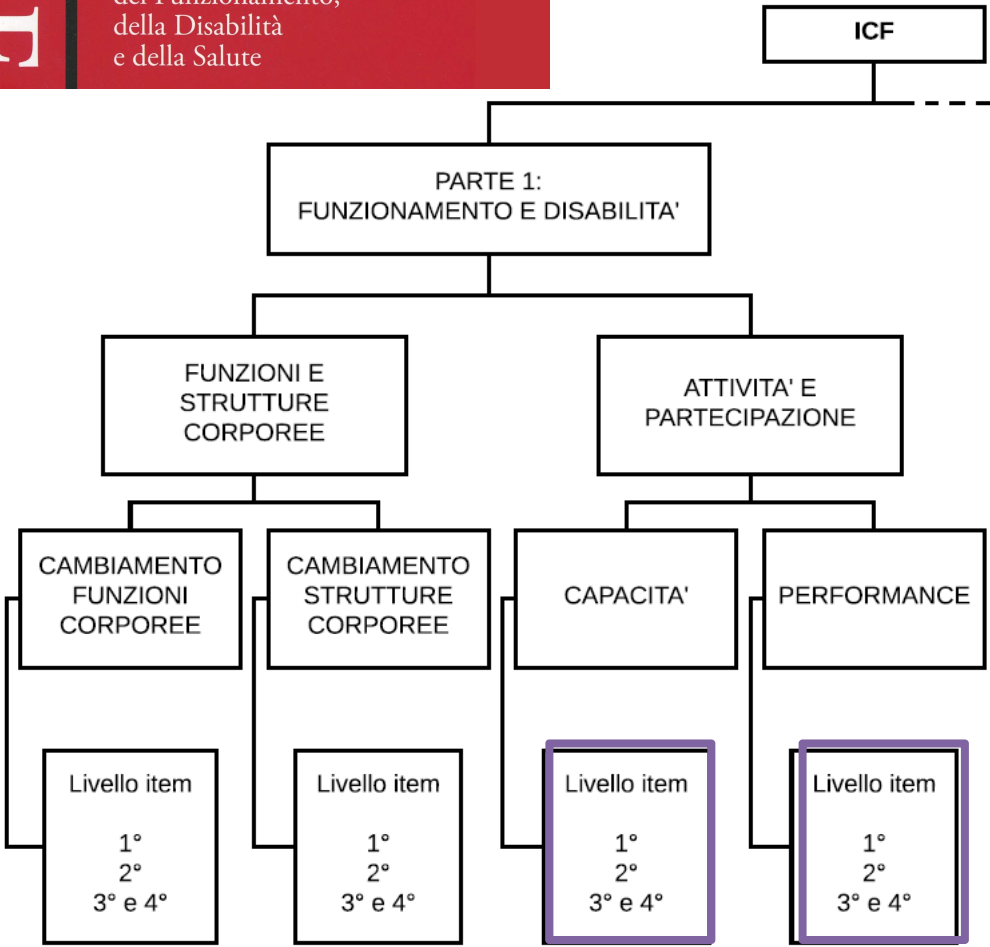 della Disabilità
e della Salute
ICF
PARTE 1:
FUNZIONAMENTO E DISABILITA'
FUNZIONI E
STRUTTURE
CORPOREE
ATTIVITA' E
PARTECIPAZIONE
CAMBIAMENTO
FUNZIONI
CORPOREE
CAMBIAMENTO
STRUTTURE
CORPOREE
CAPACITA'
PERFORMANCE
Livello item
1°
2°
3° e 4°
Livello item
1°
2°
3° e 4°
Livello item
1°
2°
3° e 4°
Livello item
1°
2°
3° e 4°